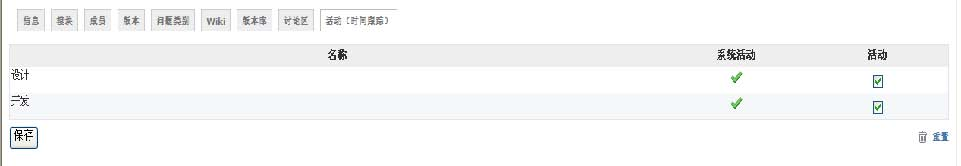 信息 模块 成员 版本 问题类别 Wiki 版本库 讨论区 活动（时间跟踪）
名称 系统活动 活动
设计
开发
保存 重置